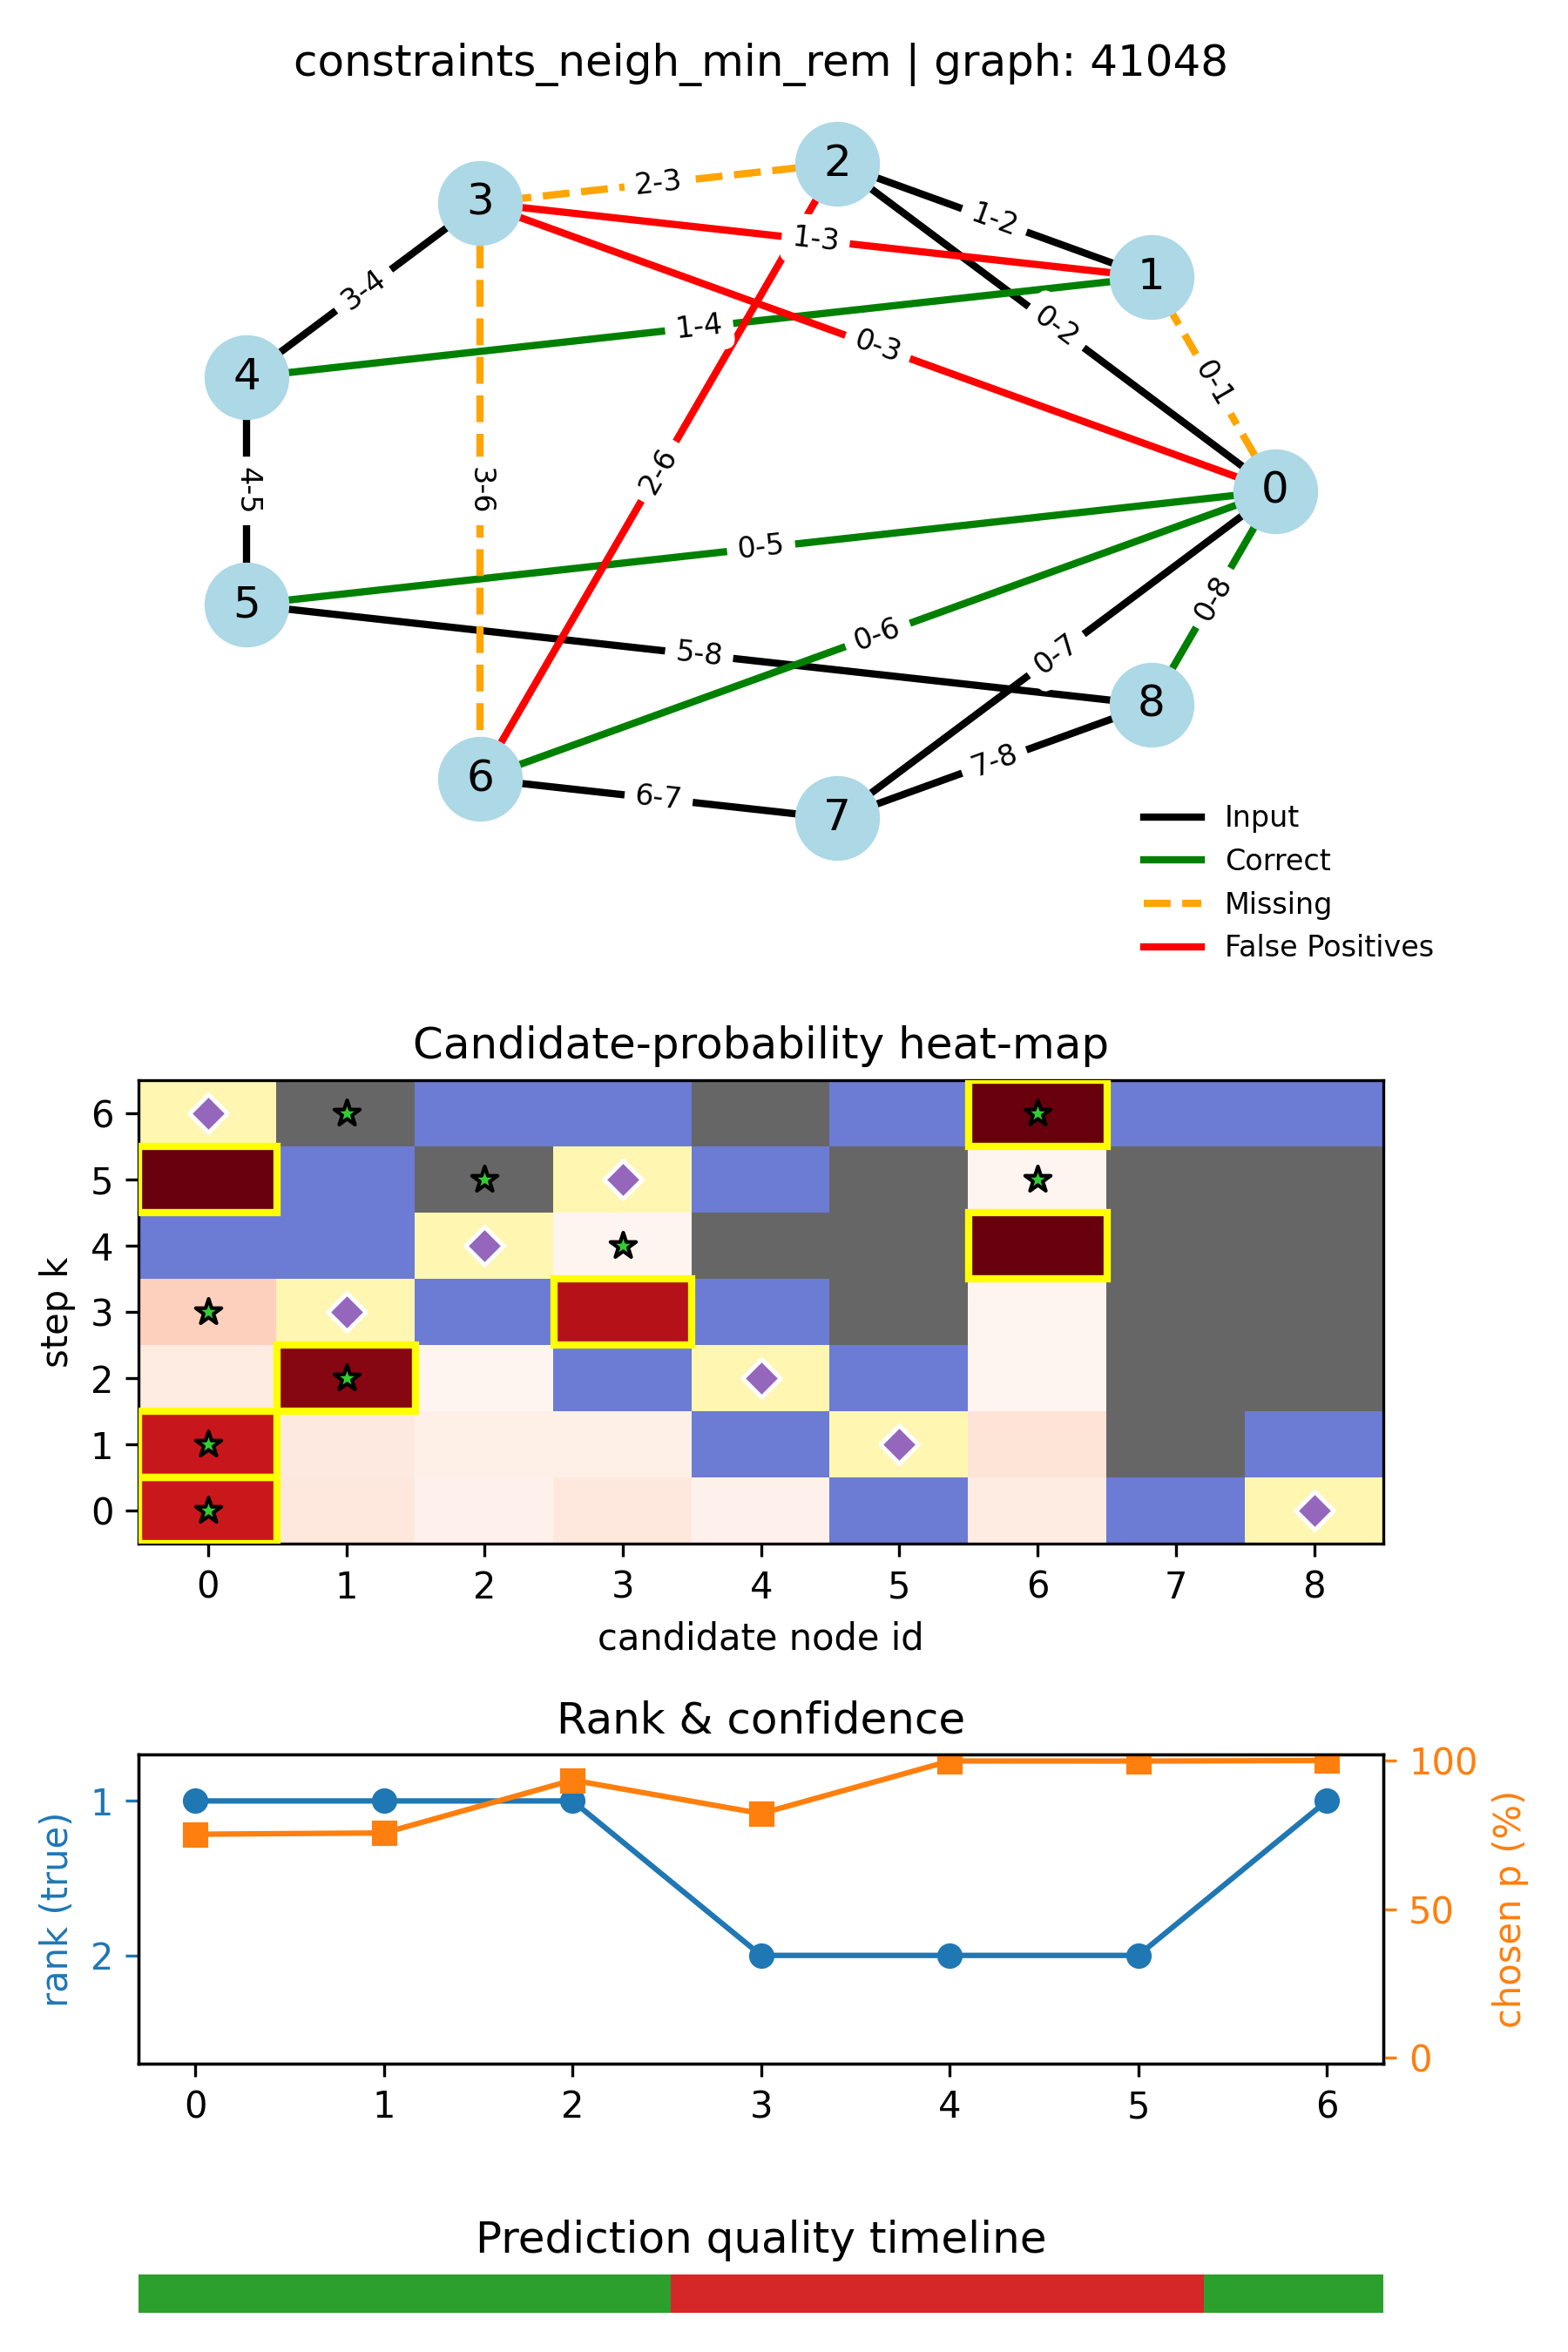 constraints_neigh_min_rem | graph: 41048
2
2-3
3
1-2
1-3
1
3-4
0-2
1-4
0-3
4
0-1
2-6
0
4-5
3-6
0-5
5
0-8
0-6
5-8
0-7
8
7-8
6
6-7
7
Input
Correct
Missing
False Positives
Candidate-probability heat-map
6
5
4
3
2
1
0
step k
0 1 2 3 4 5 6 7 8
candidate node id
Rank & confidence
1
2
rank (true)
100
50
0
chosen p (%)
0 1 2 3 4 5 6
Prediction quality timeline